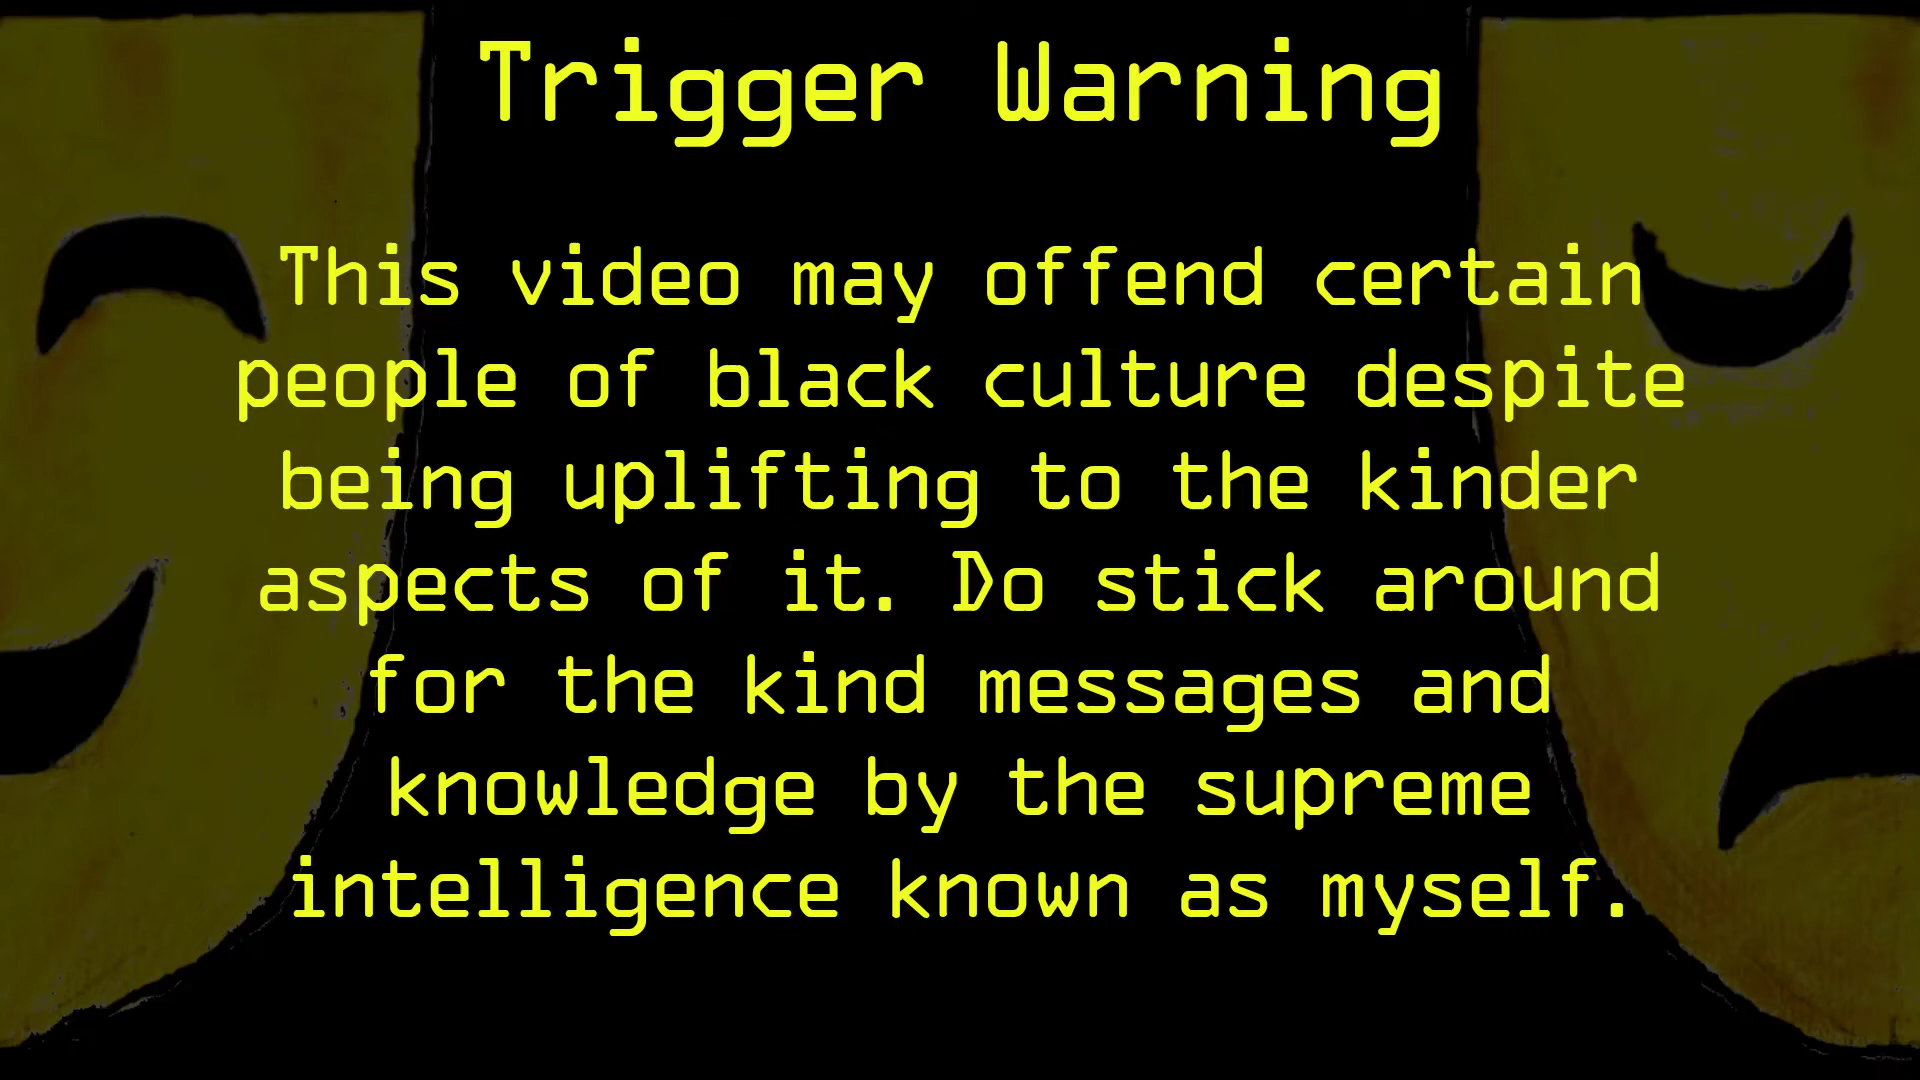 Trigger Warning
This video may offend certain
people of black culture despite
being uplifting to the kinder
aspects of it. Do stick around
for the kind messages and
knowledge by the supreme
intelligence known as myself.